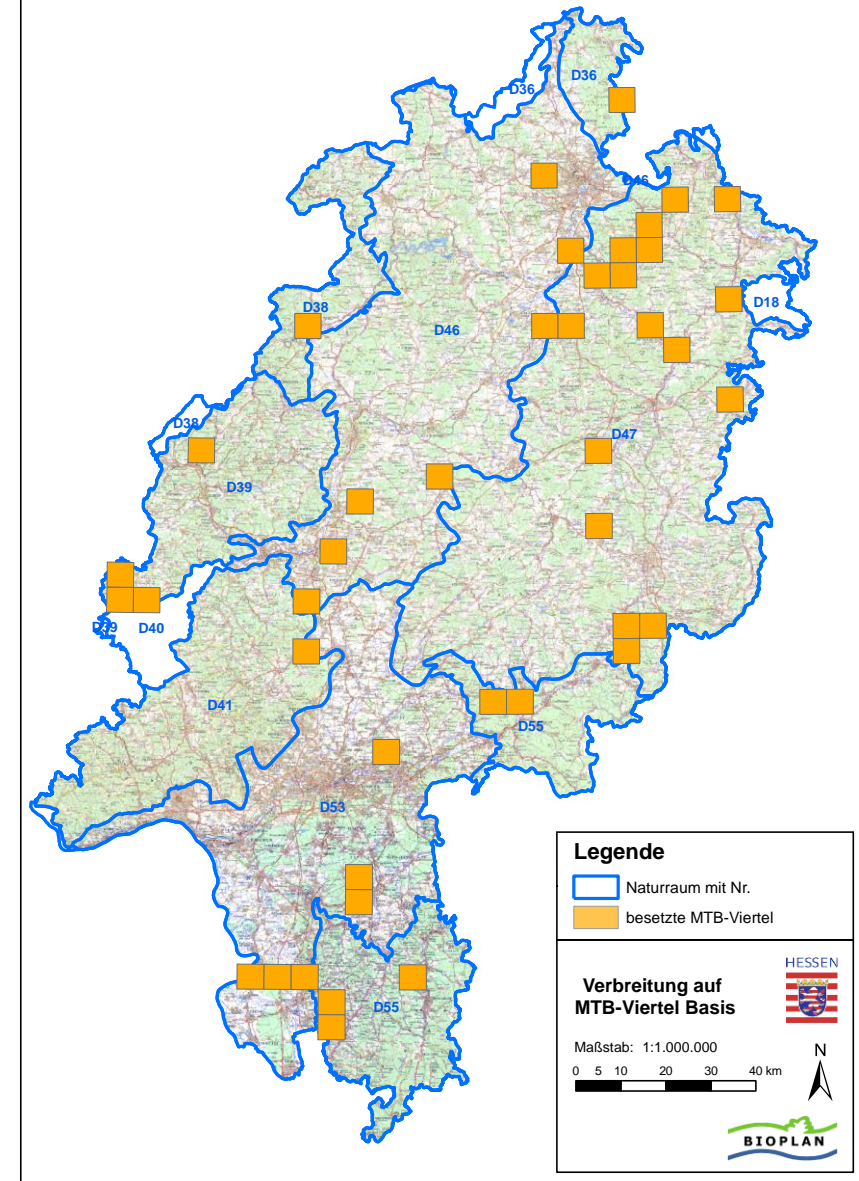 D36
D36
D46
D18
D38
D46
D38
D47
D39
D39
D40
D41
D55
D53
D55
Legende
Naturraum mit Nr.
besetzte MTB-Viertel
Verbreitung auf
MTB-Viertel Basis
HESSEN
Maßstab: 1:1.000.000
N
0 5 10 20 30 40 km
BIOPLAN